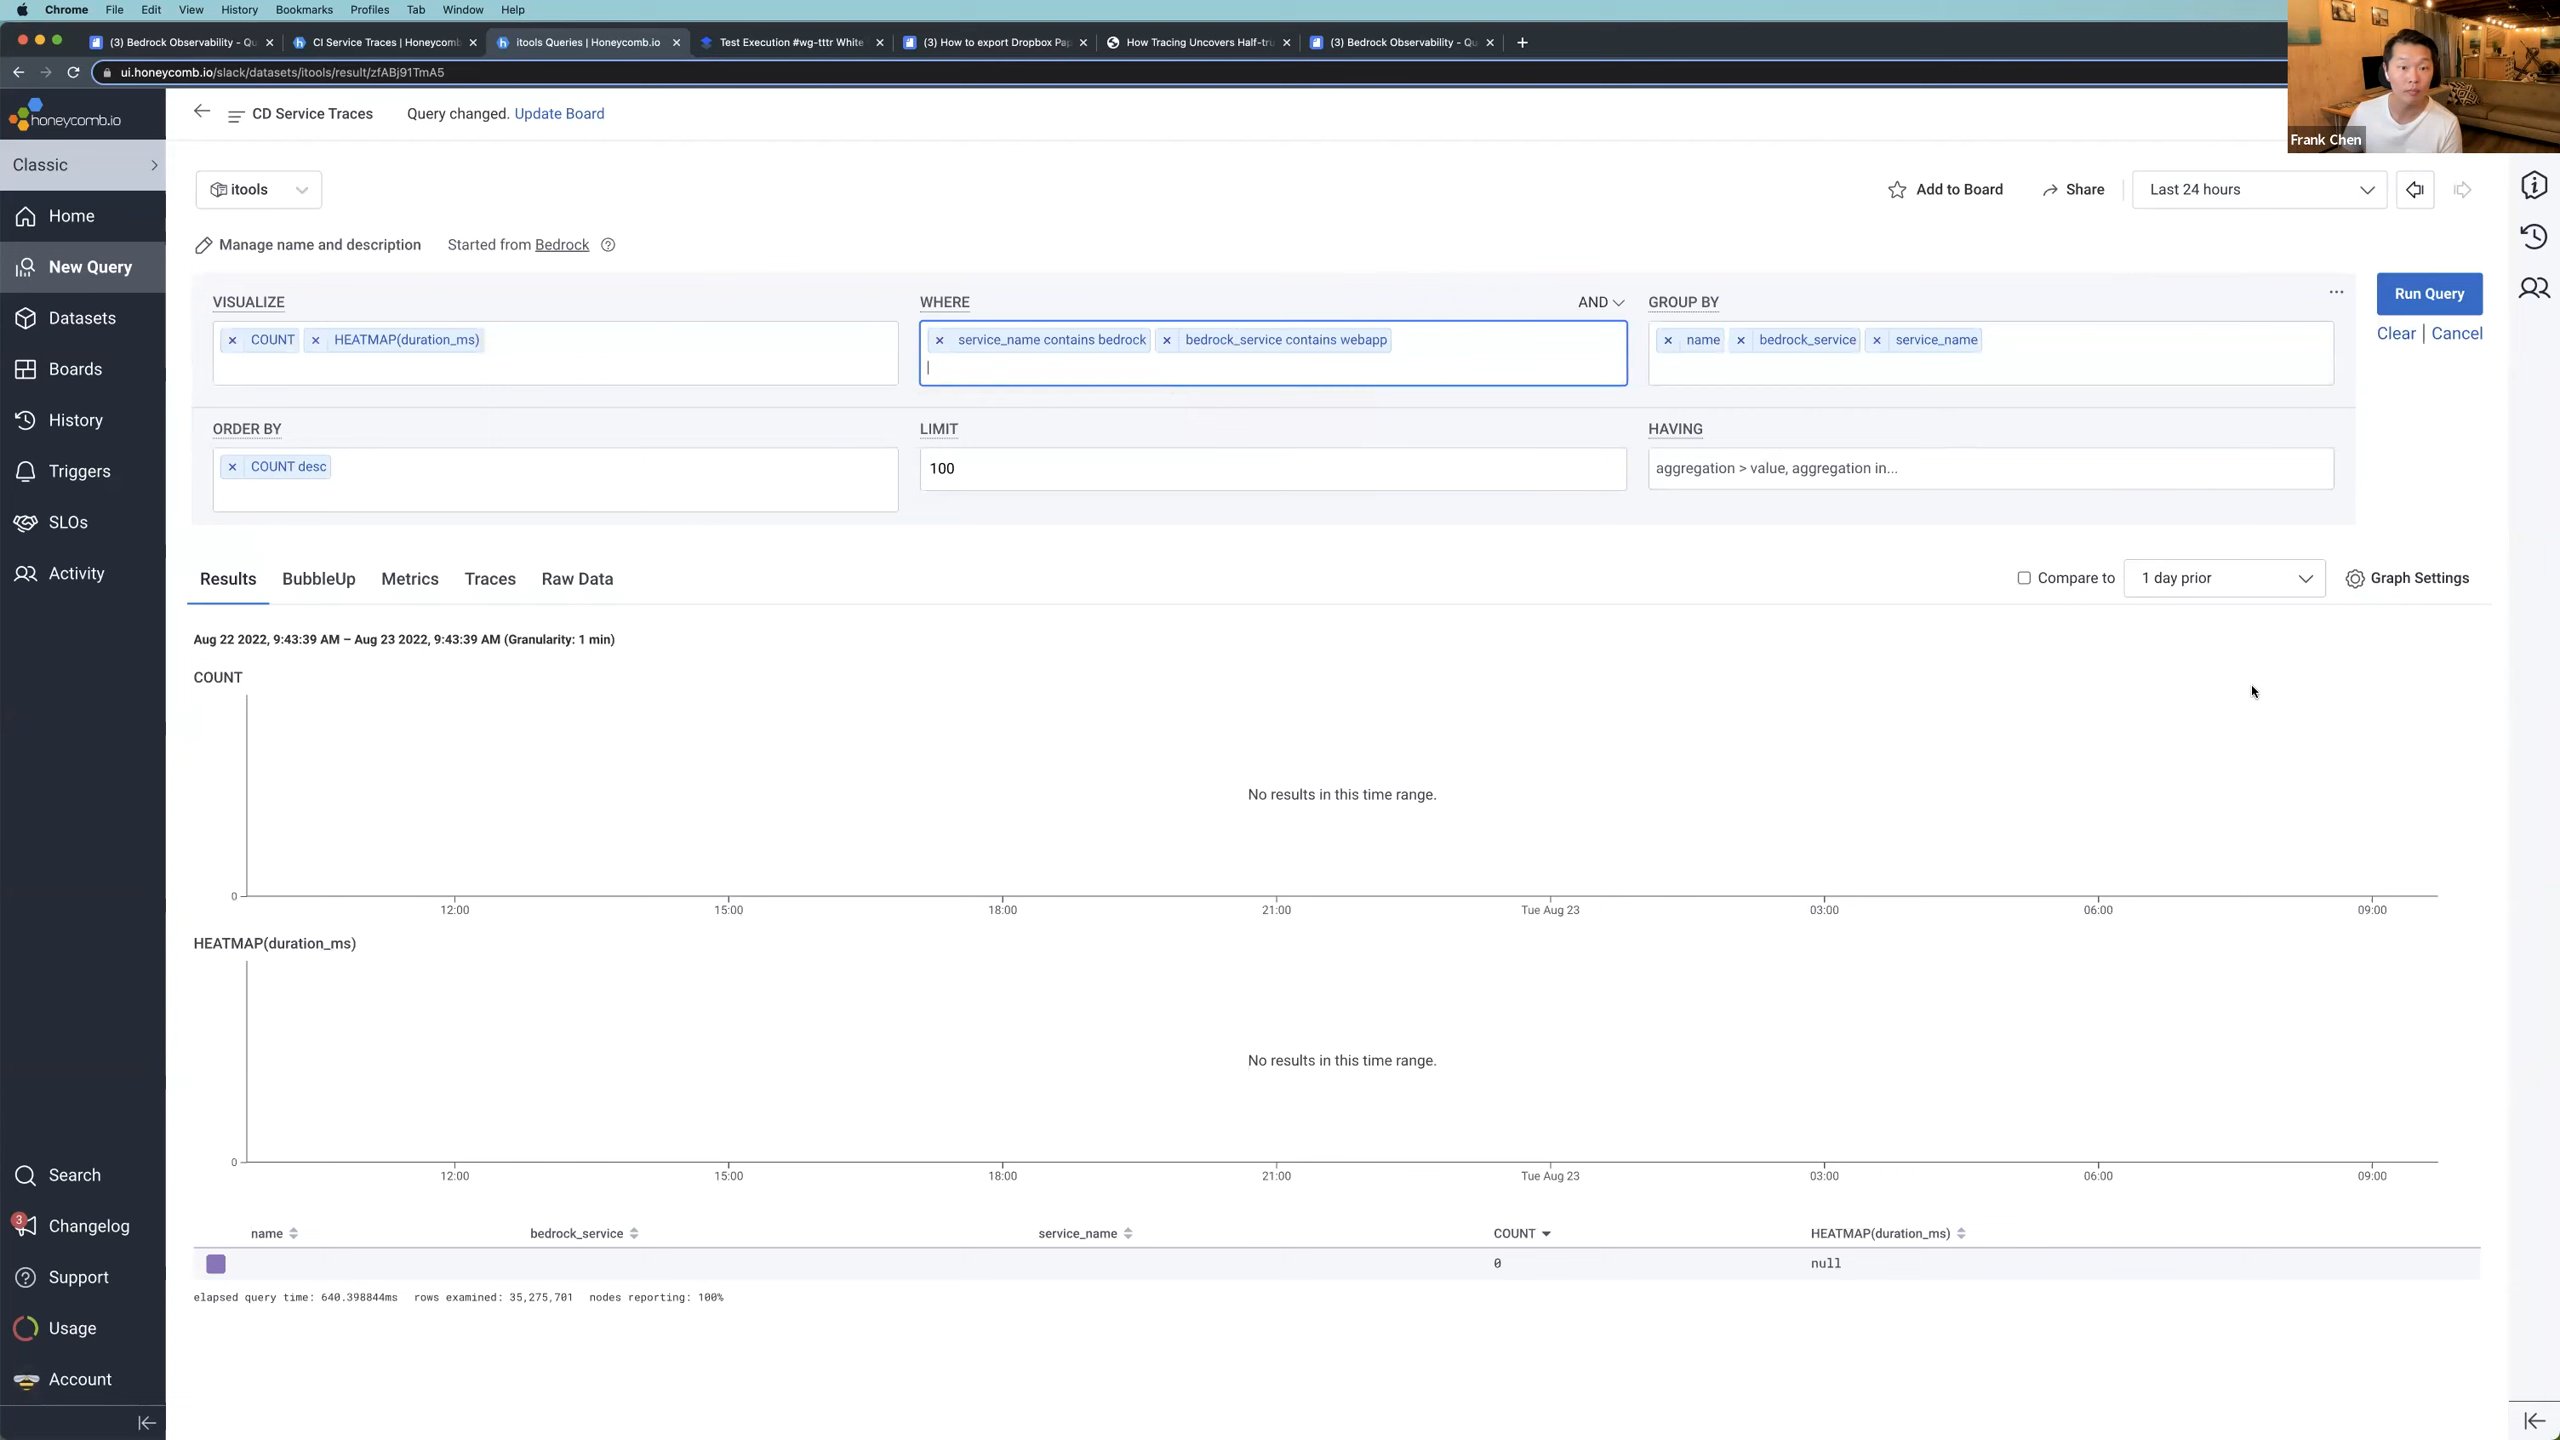 Chrome File Edit View History Bookmarks Profiles Tab Window Help
(3) Bedrock Observability - Qu CI Service Traces | Honeycomb itools Queries | Honeycomb.io Test Execution #wg-tttr White (3) How to export Dropbox Pap How Tracing Uncovers Half-tru (3) Bedrock Observability - Qu
ui.honeycomb.io/slack/datasets/itools/result/zfABj91TmA5
Frank Chen
honeycomb.io
Classic
Home
New Query
Datasets
Boards
History
Triggers
SLOs
Activity
Search
3
Changelog
Support
Usage
Account
CD Service Traces Query changed. Update Board
itools
Add to Board Share Last 24 hours
Manage name and description Started from Bedrock
VISUALIZE WHERE AND GROUP BY
COUNT HEATMAP(duration_ms) service_name contains bedrock bedrock_service contains webapp name bedrock_service service_name
Run Query
Clear | Cancel
ORDER BY LIMIT HAVING
COUNT desc 100 aggregation > value, aggregation in...
Results BubbleUp Metrics Traces Raw Data Compare to 1 day prior Graph Settings
Aug 22 2022, 9:43:39 AM – Aug 23 2022, 9:43:39 AM (Granularity: 1 min)
COUNT
No results in this time range.
0
12:00 15:00 18:00 21:00 Tue Aug 23 03:00 06:00 09:00
HEATMAP(duration_ms)
No results in this time range.
0
12:00 15:00 18:00 21:00 Tue Aug 23 03:00 06:00 09:00
name bedrock_service service_name COUNT HEATMAP(duration_ms)
0 null
elapsed query time: 640.398844ms rows examined: 35,275,701 nodes reporting: 100%